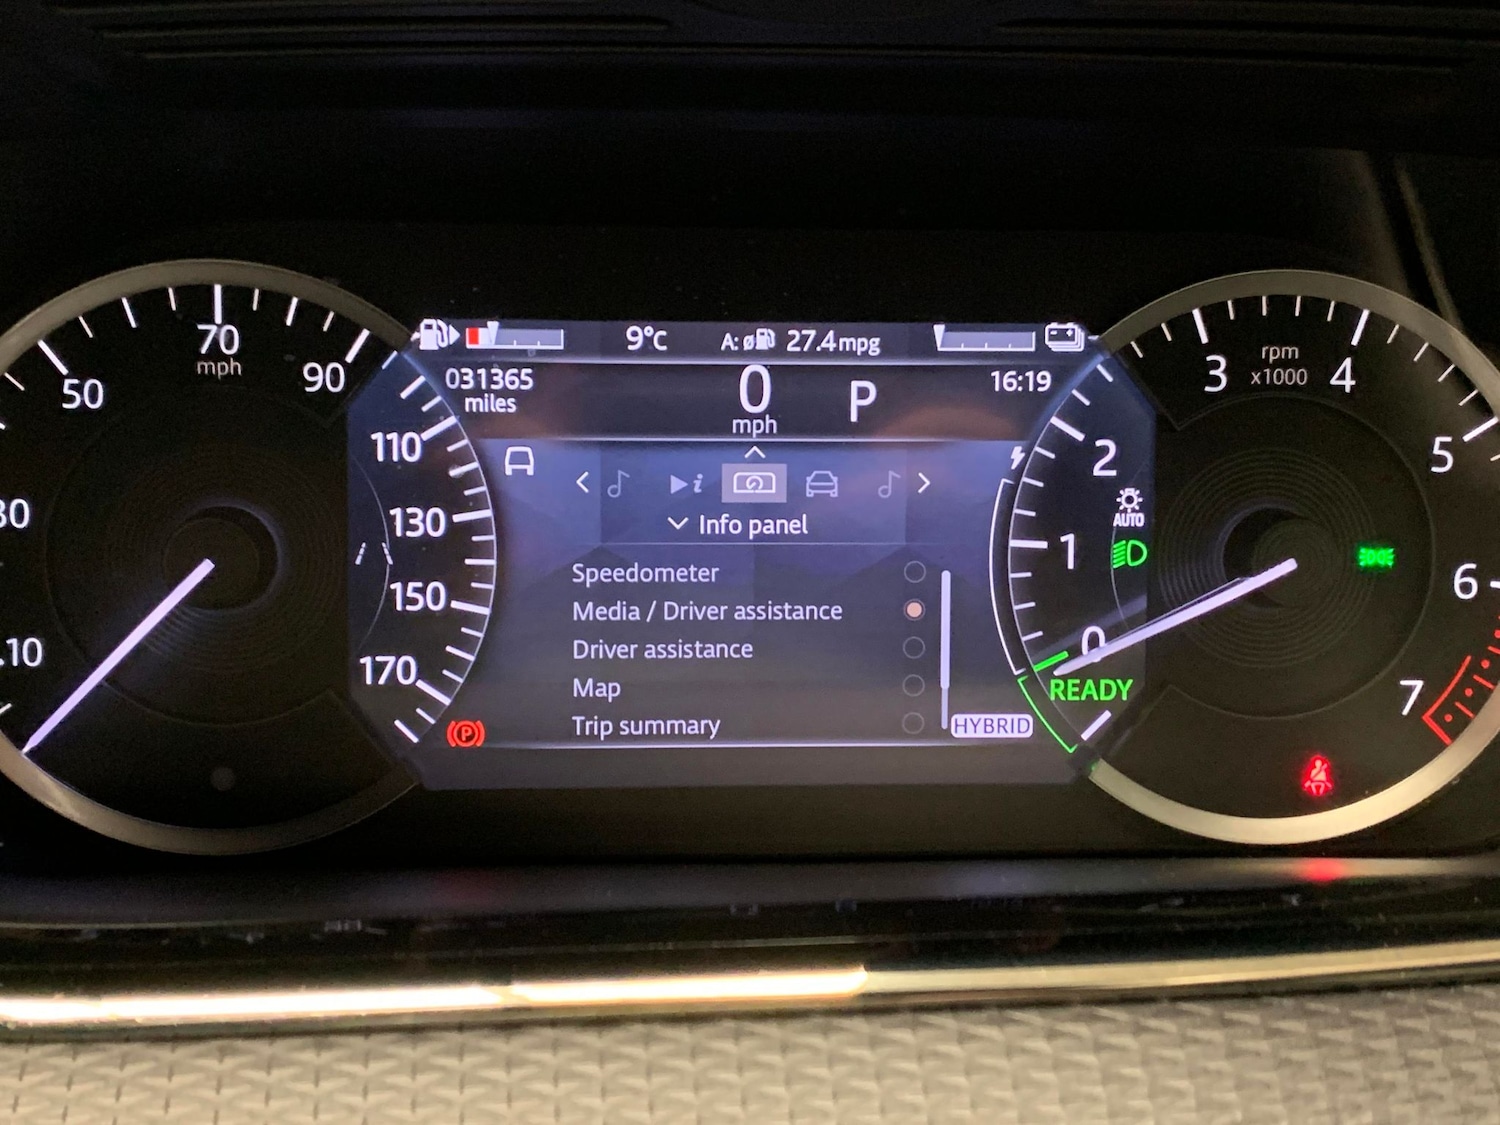 9°c
A: ø 27.4 mpg
031365
miles
0
mph
P
16:19
Info panel
Speedometer
Media / Driver assistance
Driver assistance
Map
Trip summary
HYBRID
10
30
50
70
mph
90
110
130
150
170
(P)
READY
0
1
2
3
rpm
x1000
4
5
6
7
AUTO